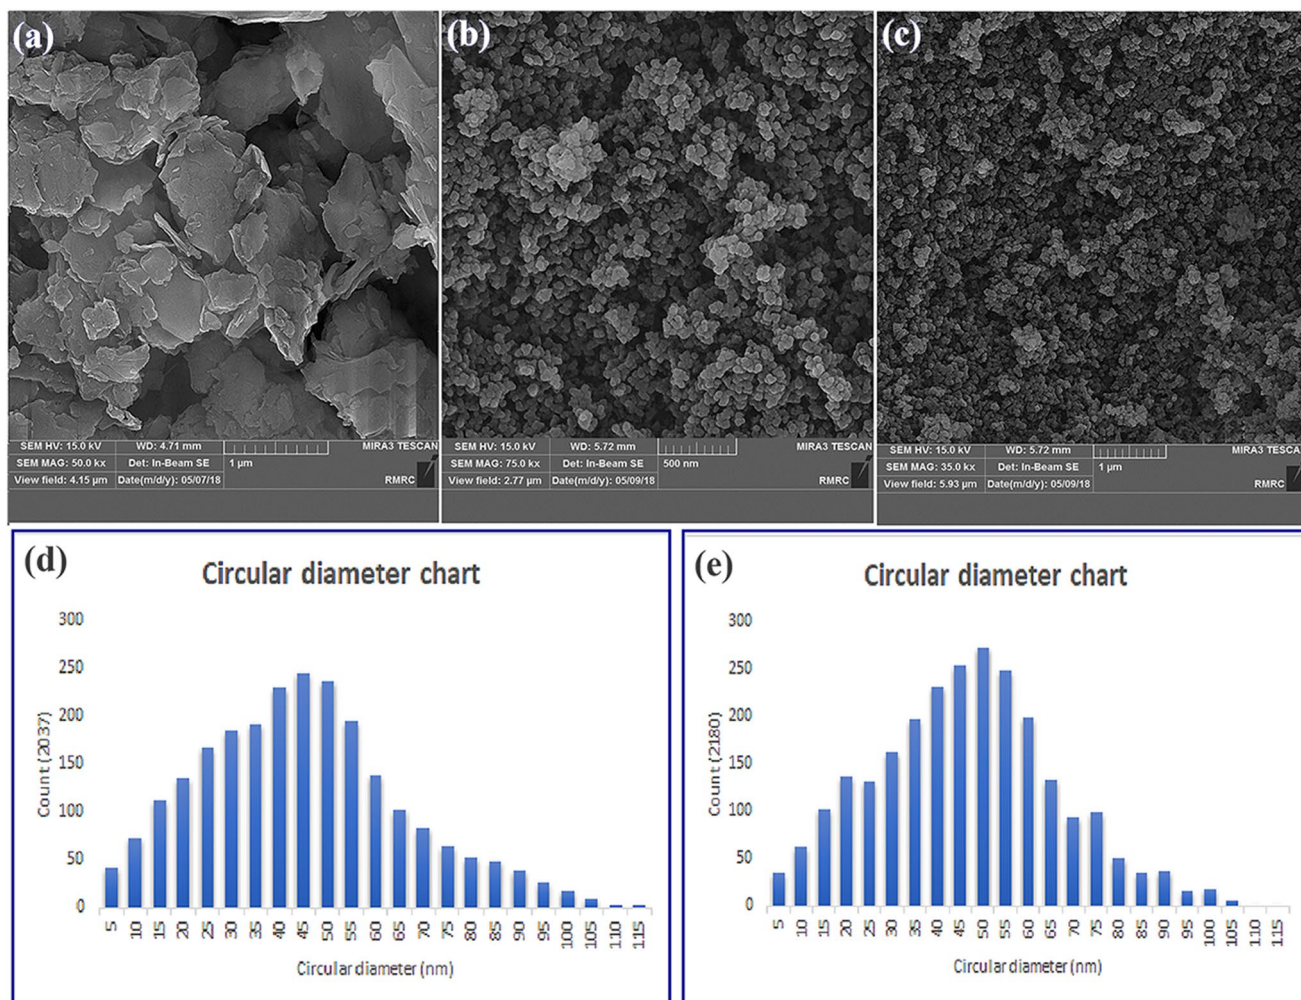 (a)
(b)
(c)
SEM HV: 15.0 kV WD: 4.71 mm MIRA3 TESCAN
SEM MAG: 50.0 kx Det: In-Beam SE 1 µm
View field: 4.15 µm Date(m/d/y): 05/07/18 RMRC
SEM HV: 15.0 kV WD: 5.72 mm MIRA3 TESCAN
SEM MAG: 75.0 kx Det: In-Beam SE 500 nm
View field: 2.77 µm Date(m/d/y): 05/09/18 RMRC
SEM HV: 15.0 kV WD: 5.72 mm MIRA3 TESCAN
SEM MAG: 35.0 kx Det: In-Beam SE 1 µm
View field: 5.93 µm Date(m/d/y): 05/09/18 RMRC
(d)
Circular diameter chart
300
250
200
150
100
50
0
Count (2037)
5 10 15 20 25 30 35 40 45 50 55 60 65 70 75 80 85 90 95 100 105 110 115
Circular diameter (nm)
(e)
Circular diameter chart
300
250
200
150
100
50
0
Count (2180)
5 10 15 20 25 30 35 40 45 50 55 60 65 70 75 80 85 90 95 100 105 110 115
Circular diameter (nm)